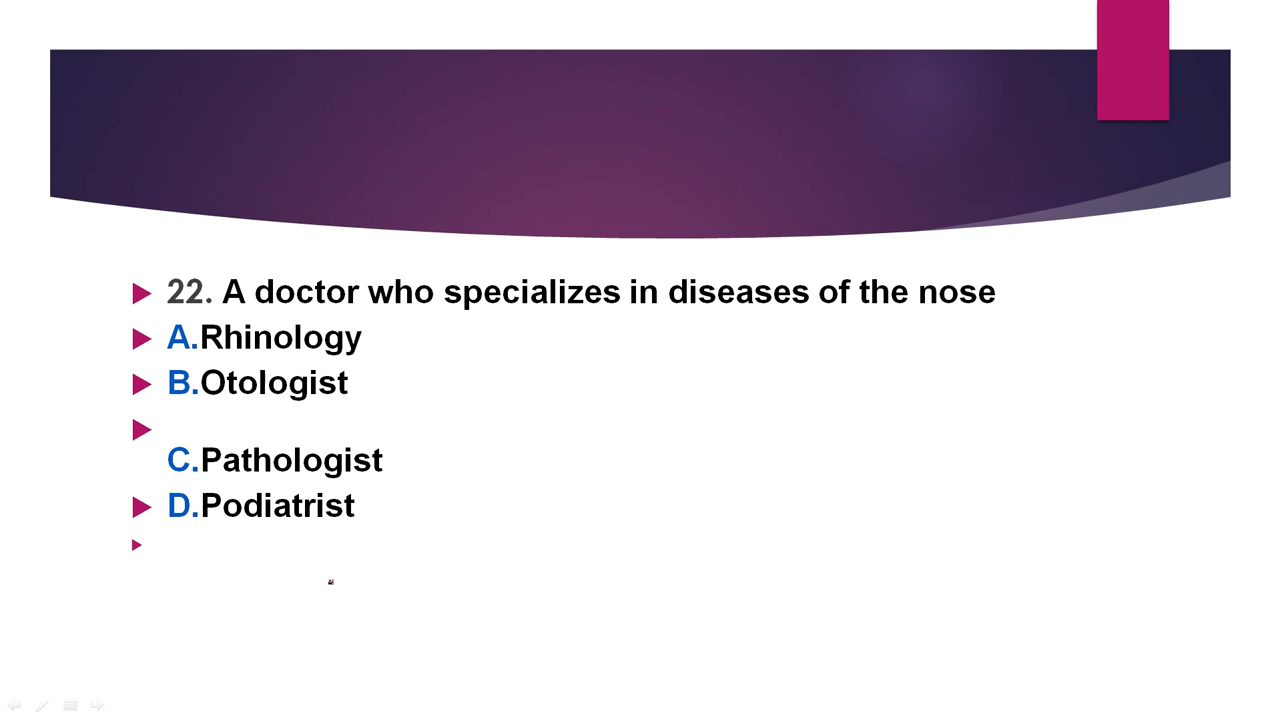 22. A doctor who specializes in diseases of the nose
A.Rhinology
B.Otologist
C.Pathologist
D.Podiatrist